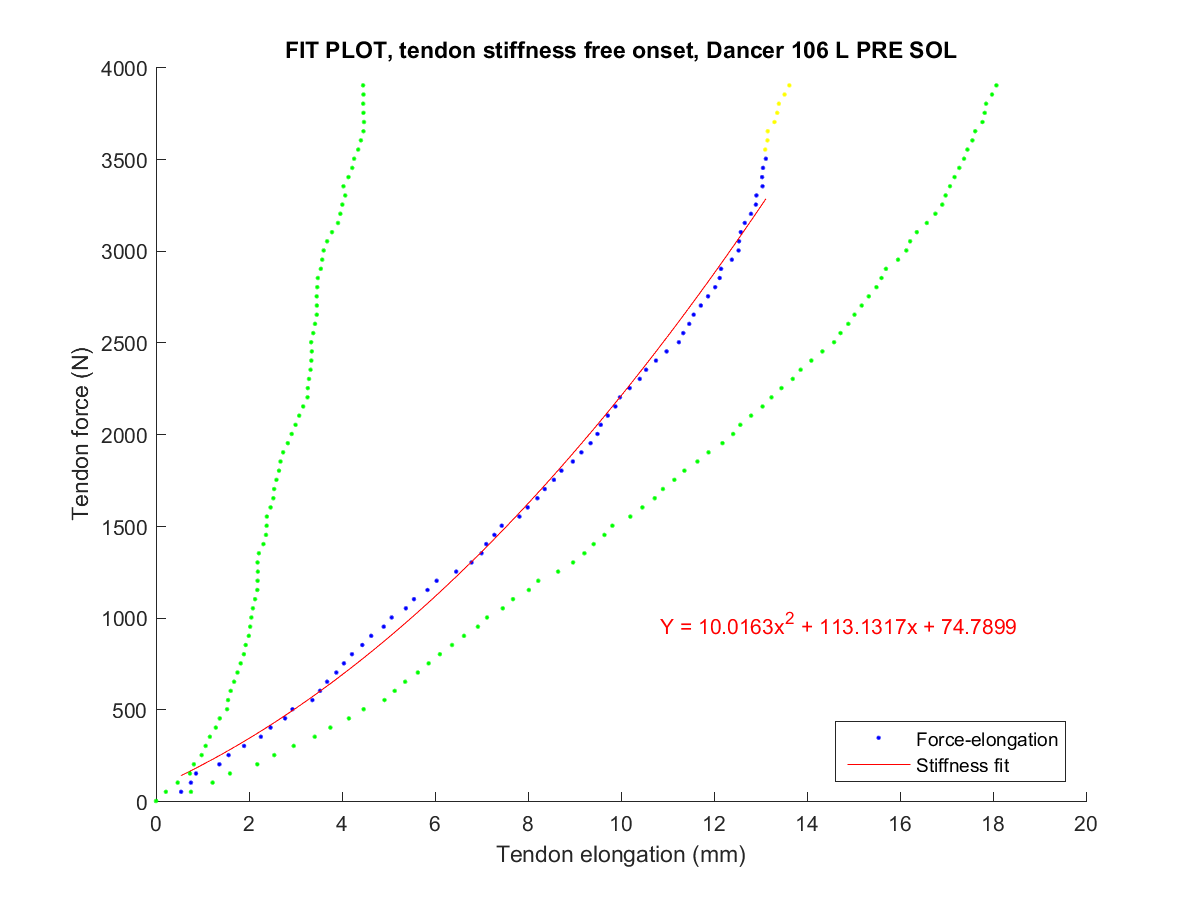 FIT PLOT, tendon stiffness free onset, Dancer 106 L PRE SOL
4000
3500
3000
2500
2000
1500
1000
500
0
Tendon force (N)
Y = 10.0163x² + 113.1317x + 74.7899
Force-elongation
Stiffness fit
0 2 4 6 8 10 12 14 16 18 20
Tendon elongation (mm)